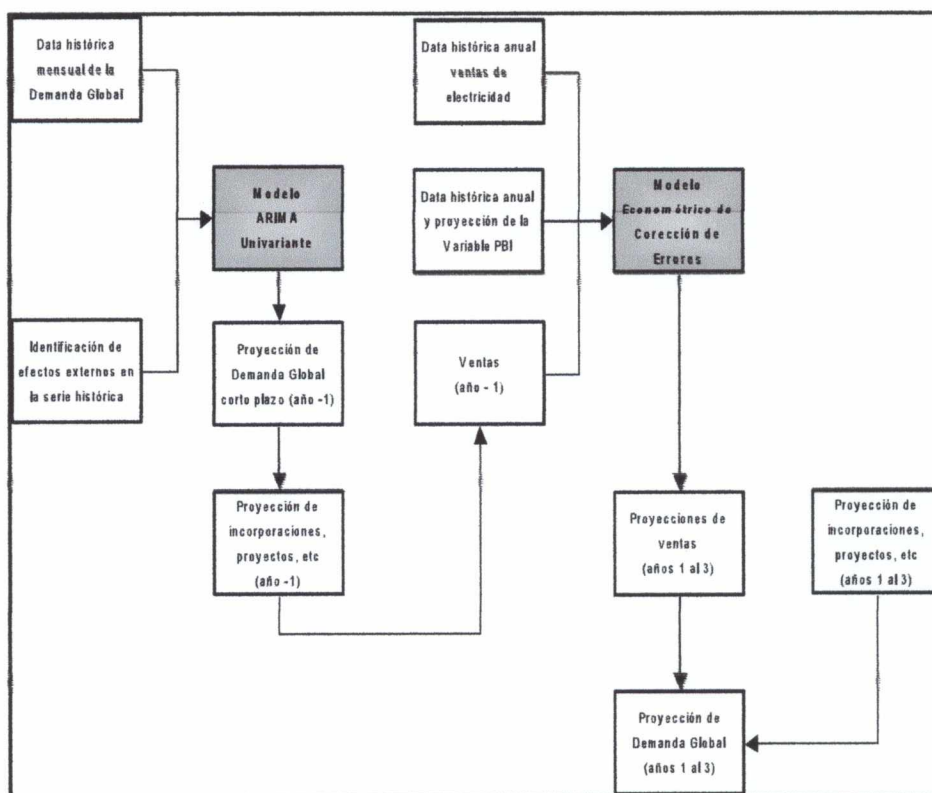 Data histórica
mensual de la
Demanda Global
Identificación de
efectos externos en
la serie histórica
Modelo
ARIMA
Univariante
Proyección de
Demanda Global
corto plazo (año -1)
Proyección de
incorporaciones,
proyectos, etc
(año -1)
Data histórica anual
ventas de
electricidad
Data histórica anual
y proyección de la
Variable PBI
Ventas
(año - 1)
Modelo
Econométrico de
Corección de
Errores
Proyecciones de
ventas
(años 1 al 3)
Proyección de
incorporaciones,
proyectos, etc
(años 1 al 3)
Proyección de
Demanda Global
(años 1 al 3)